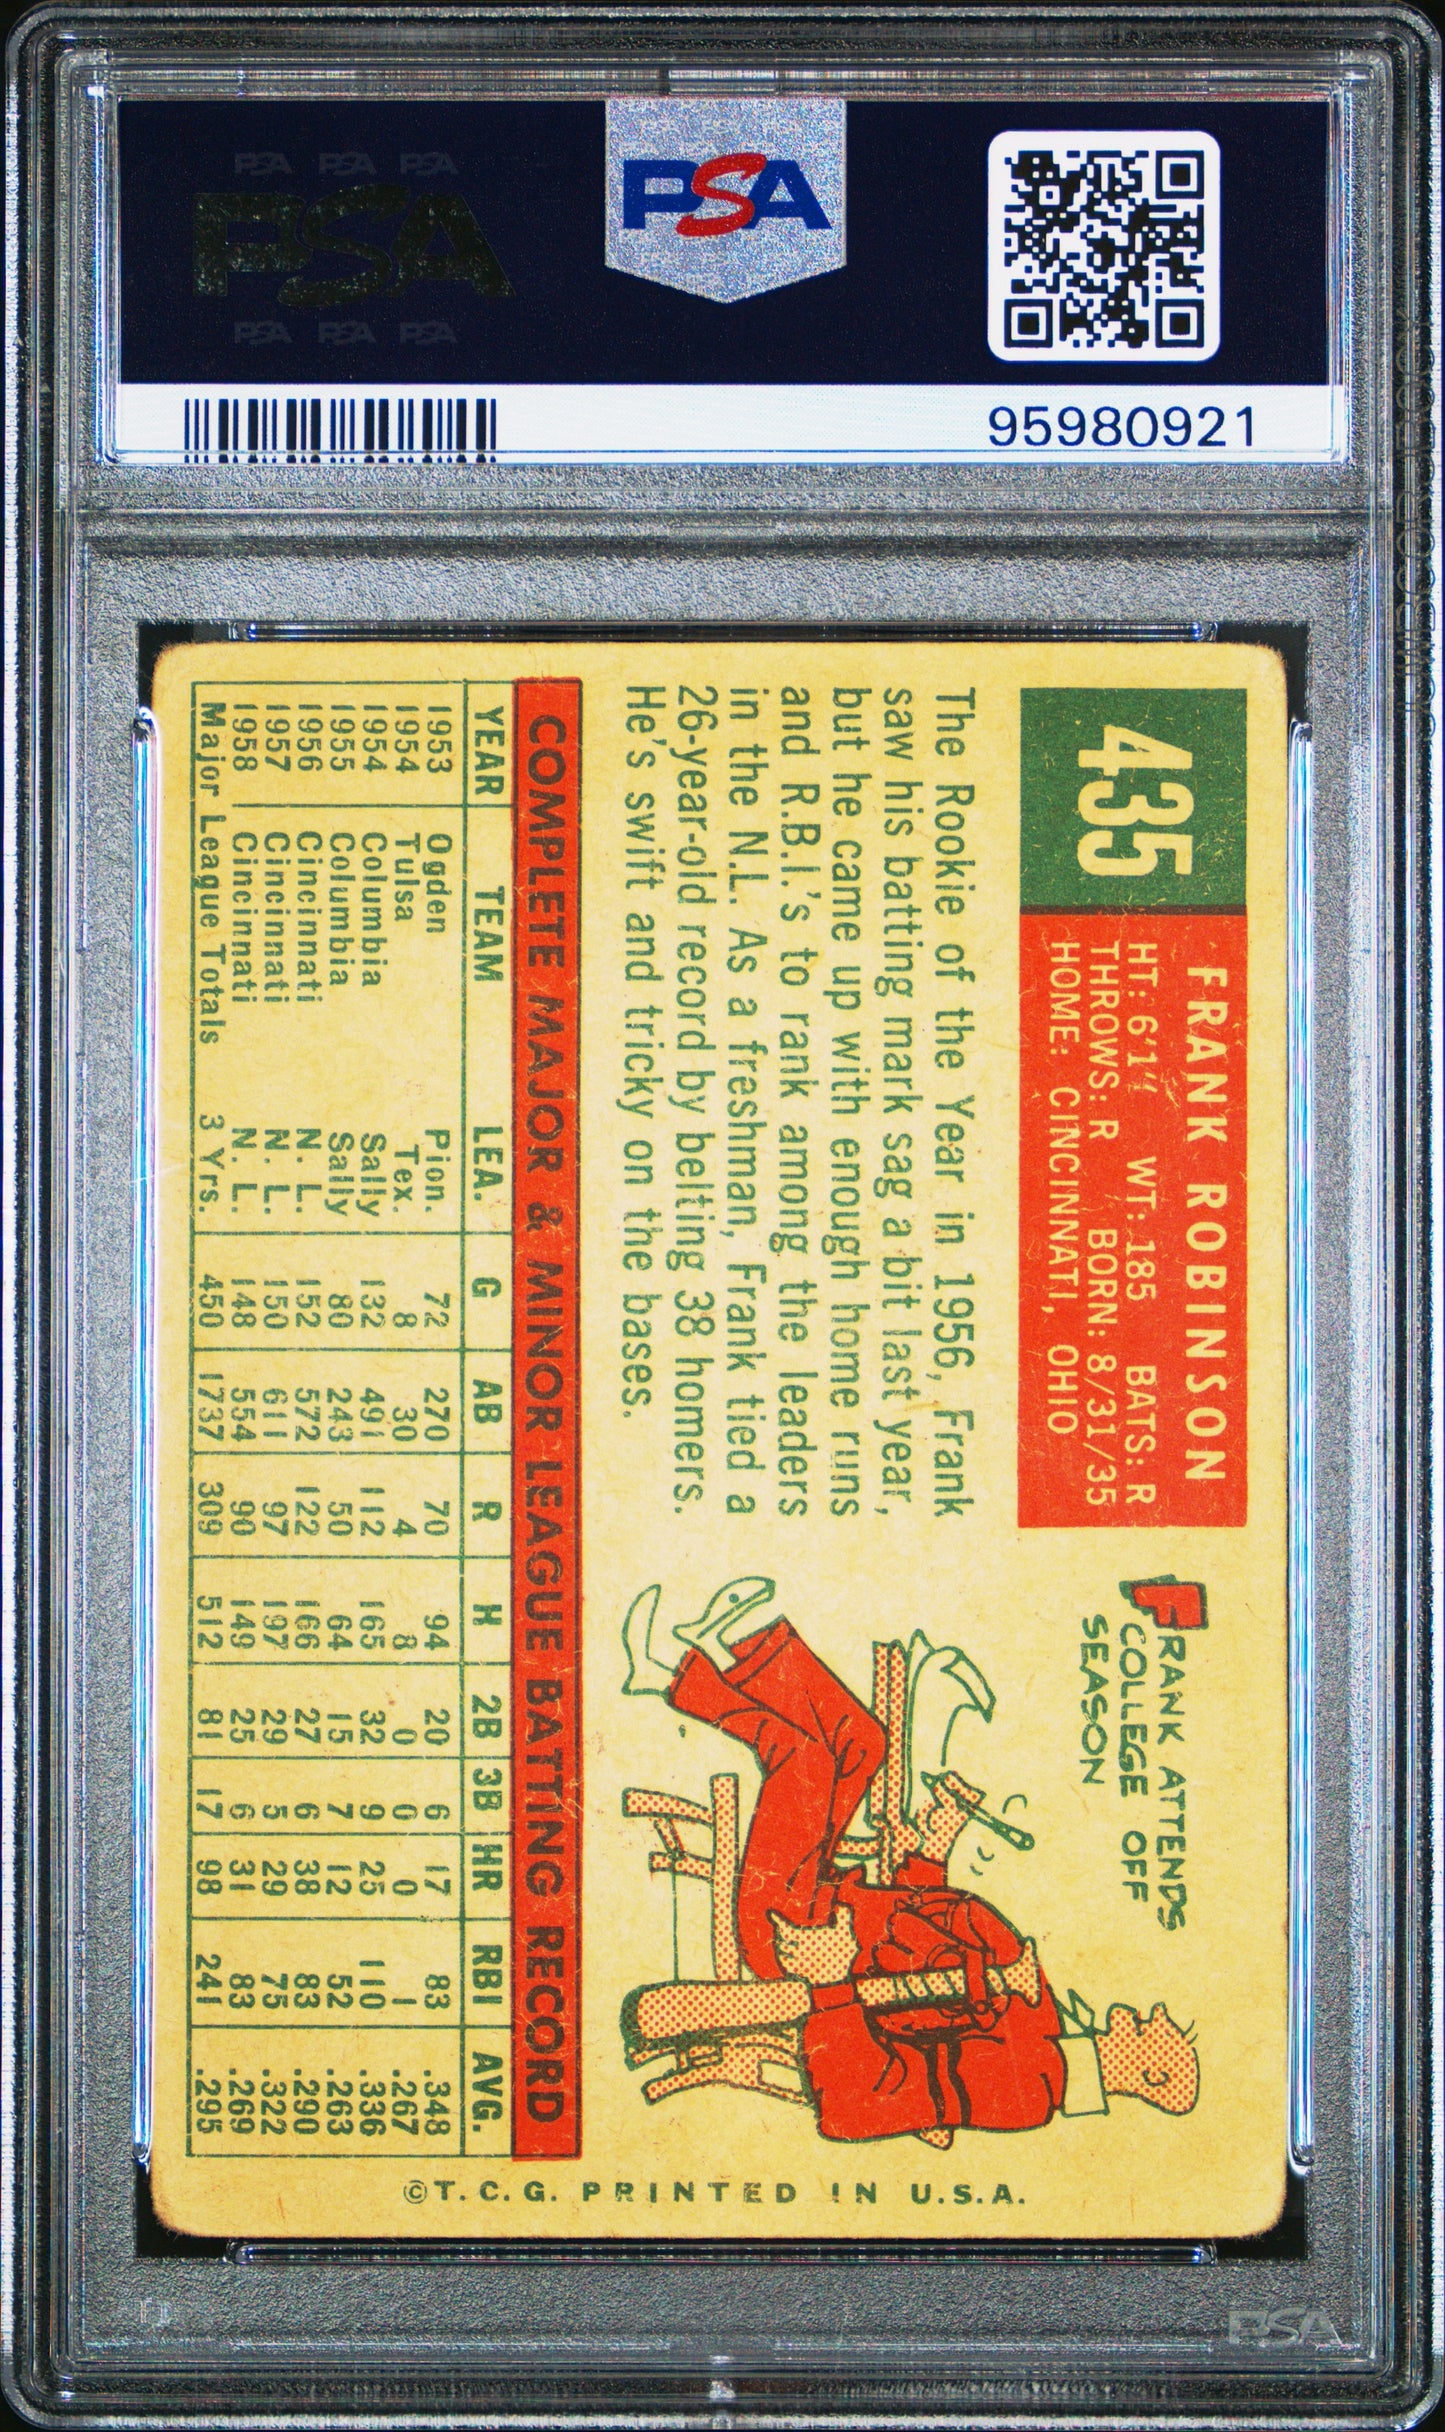 PSA PSA PSA
PSA
PSA PSA PSA
PSA
95980921
435
FRANK ROBINSON
HT: 6'1" WT: 185 BATS: R
THROWS: R BORN: 8/31/35
HOME: CINCINNATI, OHIO
The Rookie of the Year in 1956, Frank
saw his batting mark sag a bit last year,
but he came up with enough home runs
and R.B.I.'s to rank among the leaders
in the N.L. As a freshman, Frank tied a
26-year-old record by belting 38 homers.
He's swift and tricky on the bases.
FRANK ATTENDS
COLLEGE OFF
SEASON
COMPLETE MAJOR & MINOR LEAGUE BATTING RECORD
YEAR TEAM LEA. G AB R H 2B 3B HR RBI AVG.
1953 Ogden Pion. 72 270 70 94 20 6 17 83 .348
1954 Tulsa Tex. 8 30 4 8 0 0 0 1 .267
1954 Columbia Sally 132 491 112 165 32 9 25 110 .336
1955 Columbia Sally 80 243 50 64 15 7 12 52 .263
1956 Cincinnati N. L. 152 572 122 166 27 6 38 83 .290
1957 Cincinnati N. L. 150 611 97 197 29 5 29 75 .322
1958 Cincinnati N. L. 148 554 90 149 25 6 31 83 .269
Major League Totals 3 Yrs. 450 1737 309 512 81 17 98 241 .295
©T.C.G. PRINTED IN U.S.A.
PSA